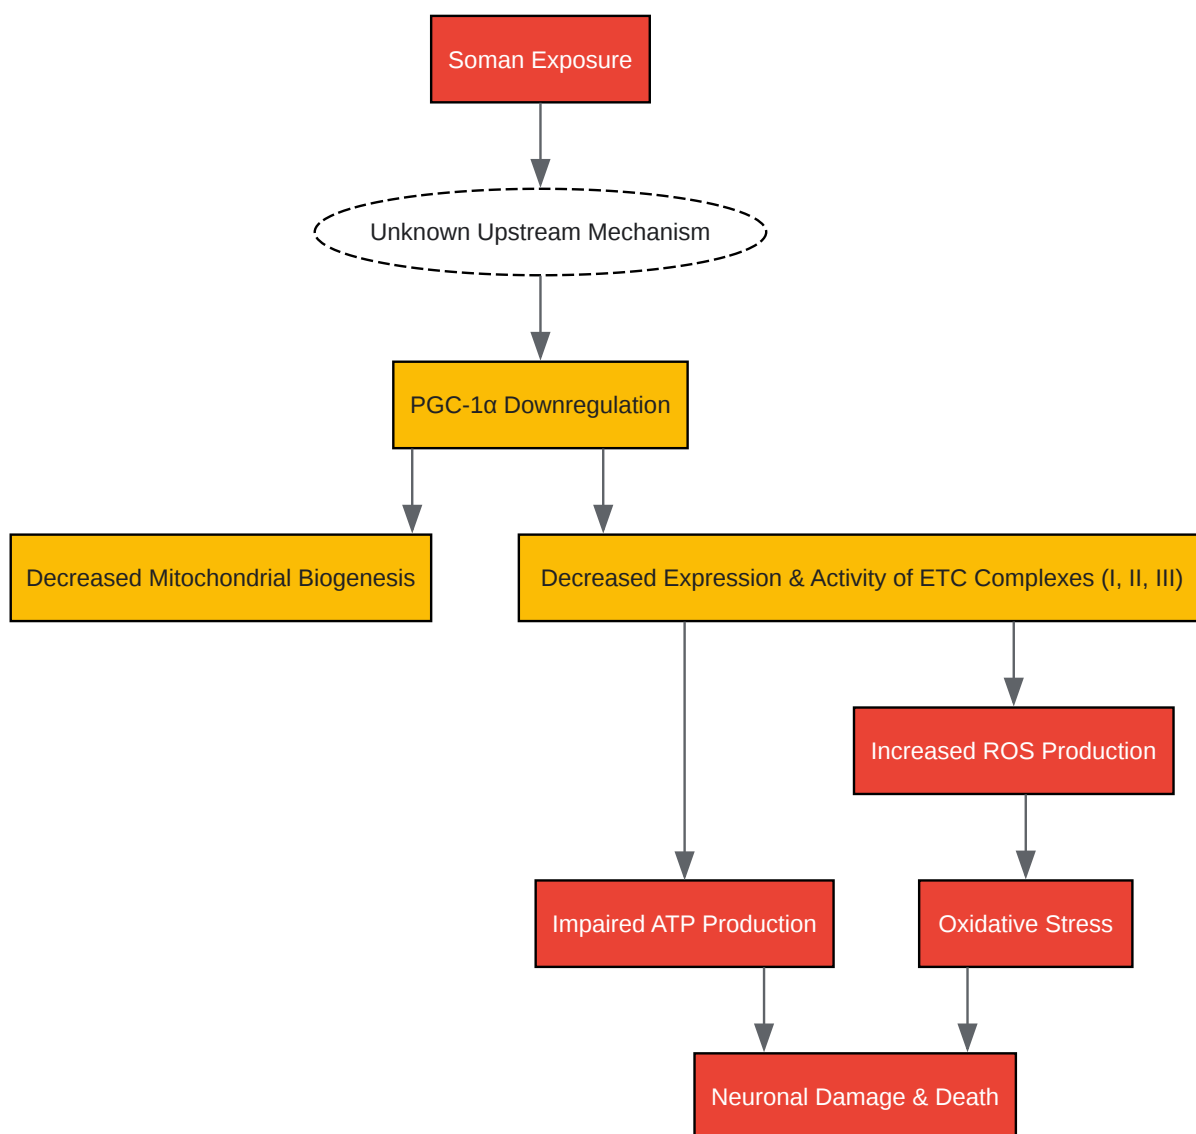 Soman Exposure
Unknown Upstream Mechanism
PGC-1α Downregulation
Decreased Mitochondrial Biogenesis
Decreased Expression & Activity of ETC Complexes (I, II, III)
Increased ROS Production
Impaired ATP Production
Oxidative Stress
Neuronal Damage & Death